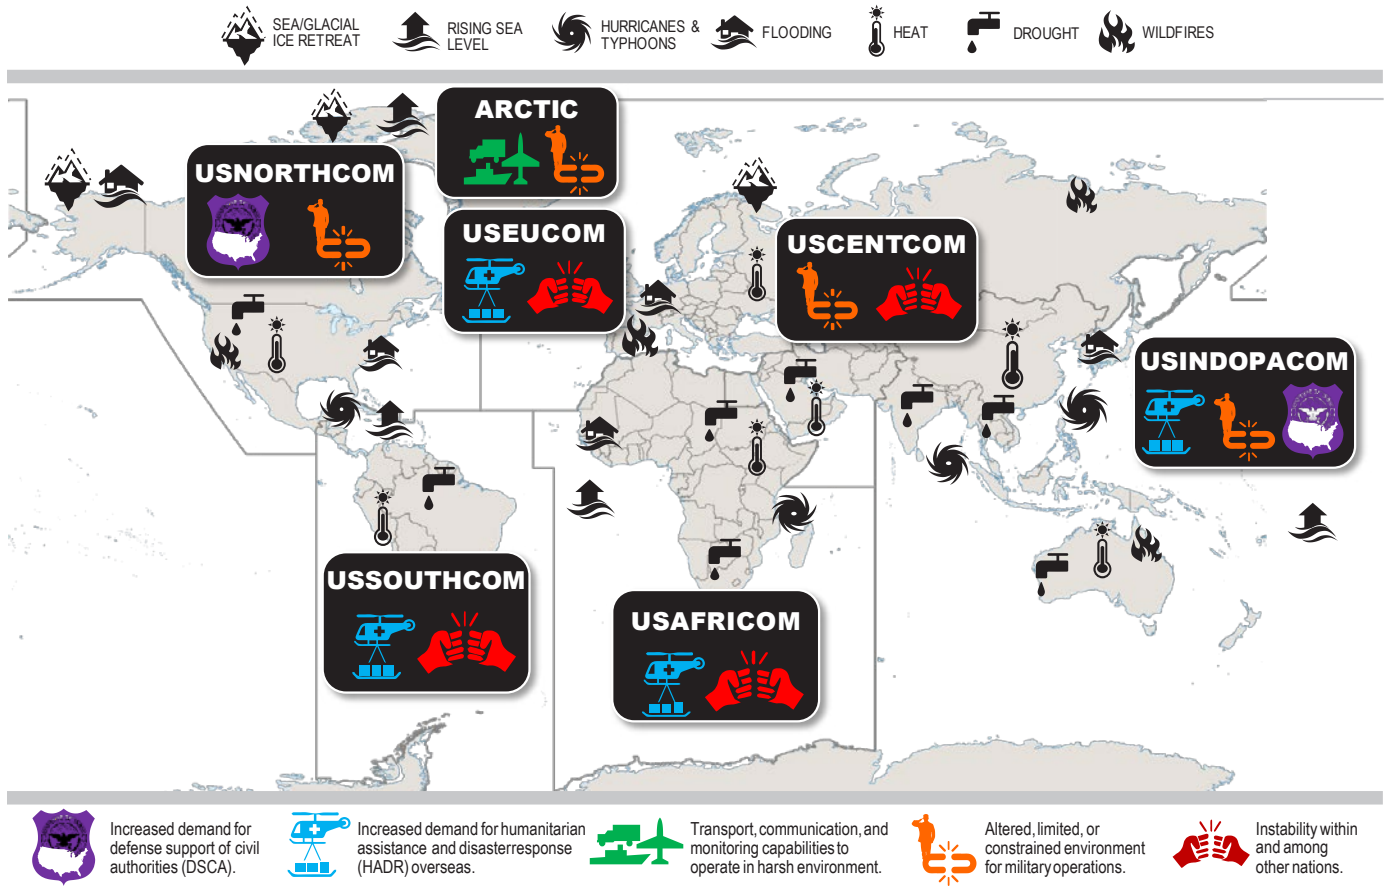 SEA/GLACIAL
ICE RETREAT
RISING SEA
LEVEL
HURRICANES &
TYPHOONS
FLOODING
HEAT
DROUGHT
WILDFIRES
ARCTIC
USNORTHCOM
USEUCOM
USCENTCOM
USINDOPACOM
USSOUTHCOM
USAFRICOM
Increased demand for
defense support of civil
authorities (DSCA).
Increased demand for humanitarian
assistance and disasterresponse
(HADR) overseas.
Transport, communication, and
monitoring capabilities to
operate in harsh environment.
Altered, limited, or
constrained environment
for military operations.
Instability within
and among
other nations.